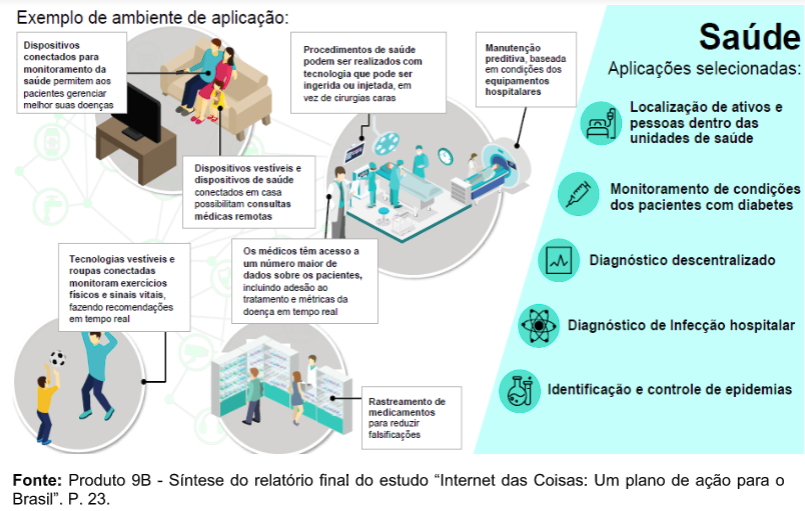 Exemplo de ambiente de aplicação:
Dispositivos
conectados para
monitoramento da
saúde permitem aos
pacientes gerenciar
melhor suas doenças
Procedimentos de saúde
podem ser realizados com
tecnologia que pode ser
ingerida ou injetada, em
vez de cirurgias caras
Manutenção
preditiva, baseada
em condições dos
equipamentos
hospitalares
Dispositivos vestíveis e
dispositivos de saúde
conectados em casa
possibilitam consultas
médicas remotas
Tecnologias vestíveis e
roupas conectadas
monitoram exercícios
físicos e sinais vitais,
fazendo recomendações
em tempo real
Os médicos têm acesso a
um número maior de
dados sobre os pacientes,
incluindo adesão ao
tratamento e métricas da
doença em tempo real
Rastreamento de
medicamentos
para reduzir
falsificações
Saúde
Aplicações selecionadas:
Localização de ativos e
pessoas dentro das
unidades de saúde
Monitoramento de condições
dos pacientes com diabetes
Diagnóstico descentralizado
Diagnóstico de Infecção hospitalar
Identificação e controle de epidemias
Fonte: Produto 9B - Síntese do relatório final do estudo “Internet das Coisas: Um plano de ação para o
Brasil”. P. 23.